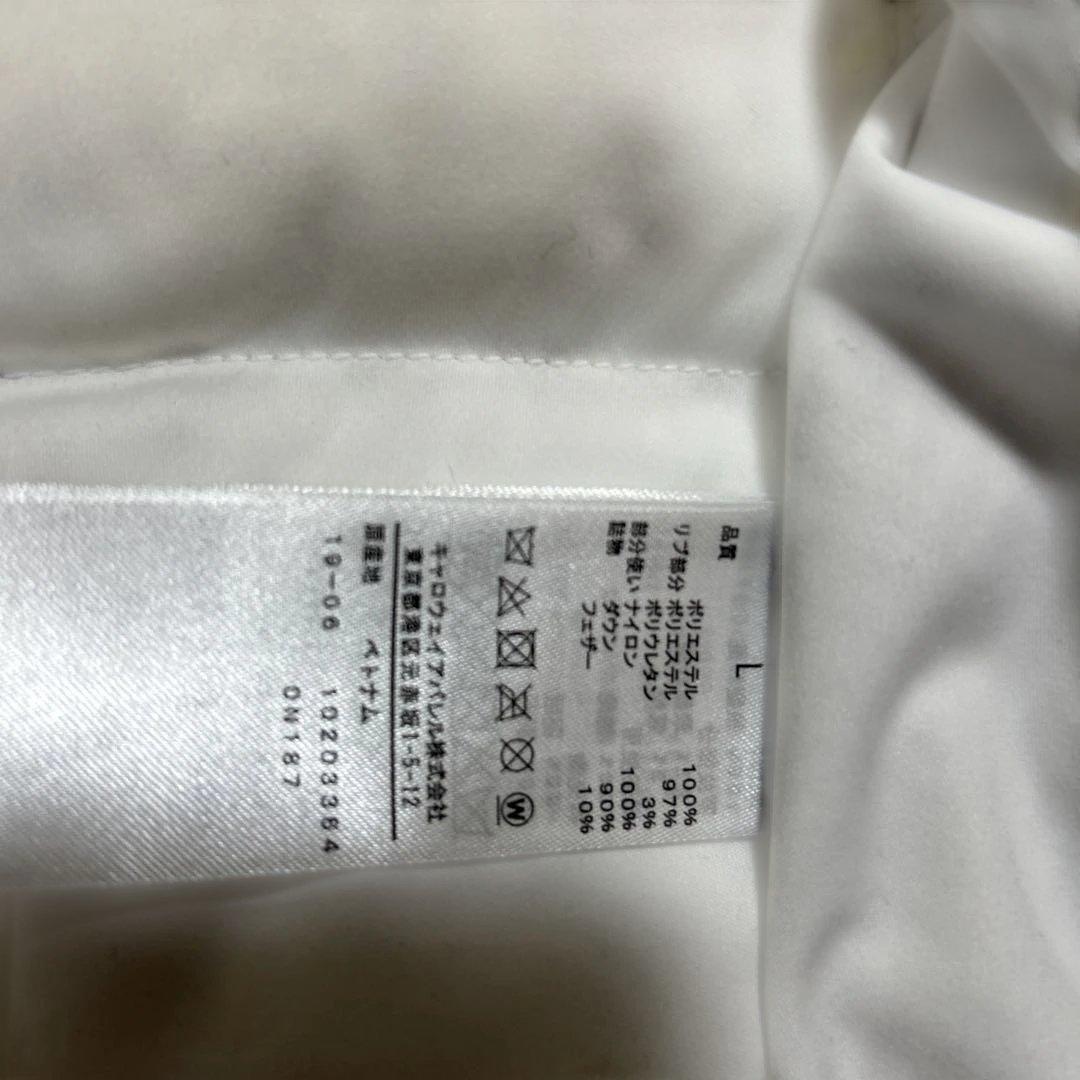 L
品質
ポリエステル 100%
リブ部分 ポリエステル 97%
ポリウレタン 3%
部分使い ナイロン 100%
詰物 ダウン 90%
フェザー 10%
W
キャロウェイアパレル株式会社
東京都港区元赤坂1-5-12
原産地 ベトナム
19-06 10203364
0N187